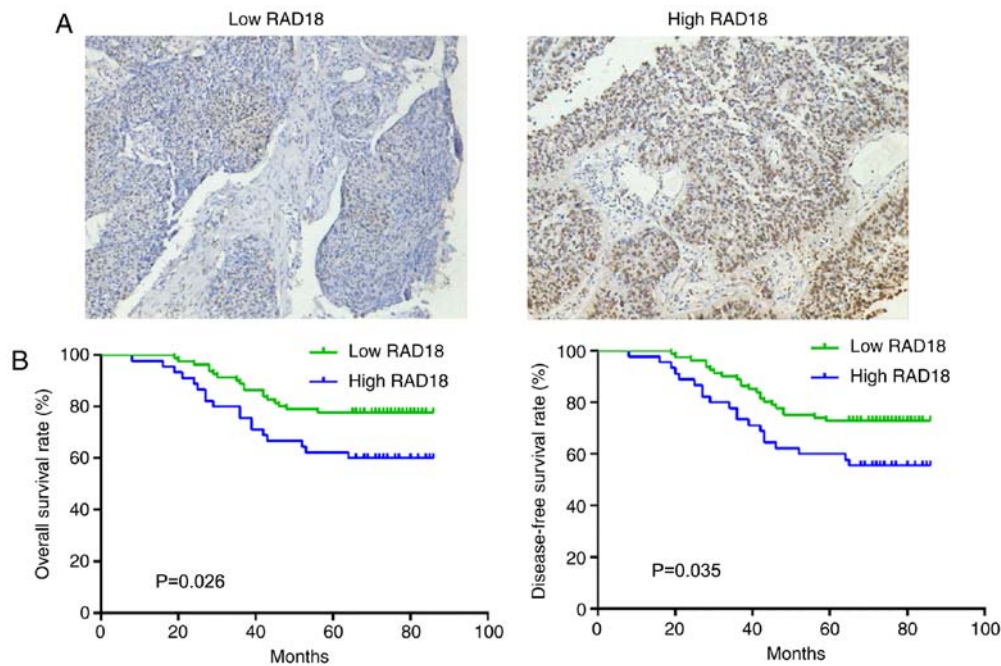 A
Low RAD18
High RAD18
B
Overall survival rate (%)
100
80
60
40
20
0
Low RAD18
High RAD18
P=0.026
0 20 40 60 80 100
Months
Disease-free survival rate (%)
100
80
60
40
20
0
Low RAD18
High RAD18
P=0.035
0 20 40 60 80 100
Months